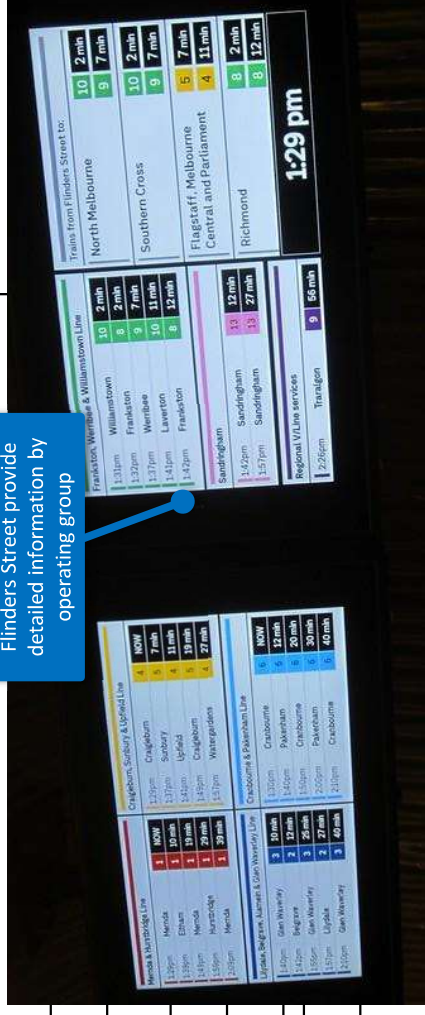 Flinders Street provide
detailed information by
operating group
Mernda & Hurstbridge Line
1:29pm Mernda 1 NOW
1:39pm Eltham 1 10 min
Mernda 1 19 min
Hurstbridge 1 29 min
Mernda 1 39 min
Craigieburn, Sunbury & Upfield Line
1:29pm Craigieburn 4 NOW
1:37pm Sunbury 5 7 min
1:41pm Upfield 4 11 min
1:49pm Craigieburn 5 19 min
1:57pm Watergardens 4 27 min
Lilydale, Belgrave, Alamein & Glen Waverley Line
1:40pm Glen Waverley 3 10 min
1:42pm Belgrave 2 12 min
Glen Waverley 3 25 min
1:57pm Lilydale 2 27 min
2:10pm Glen Waverley 3 40 min
Cranbourne & Pakenham Line
1:30pm Cranbourne 6 NOW
1:40pm Pakenham 6 12 min
1:50pm Cranbourne 6 20 min
2:00pm Pakenham 6 30 min
2:10pm Cranbourne 6 40 min
Frankston, Werribee & Williamstown Line
1:31pm Williamstown 10 2 min
1:32pm Frankston 8 2 min
1:37pm Werribee 9 7 min
1:41pm Laverton 10 11 min
1:42pm Frankston 8 12 min
Sandringham
1:42pm Sandringham 13 12 min
1:57pm Sandringham 13 27 min
Regional V/Line services
2:26pm Traralgon 9 56 min
Trains from Flinders Street to:
North Melbourne 10 2 min
9 7 min
Southern Cross 10 2 min
9 7 min
Flagstaff, Melbourne 5 7 min
Central and Parliament 4 11 min
Richmond 8 2 min
8 12 min
1:29 pm